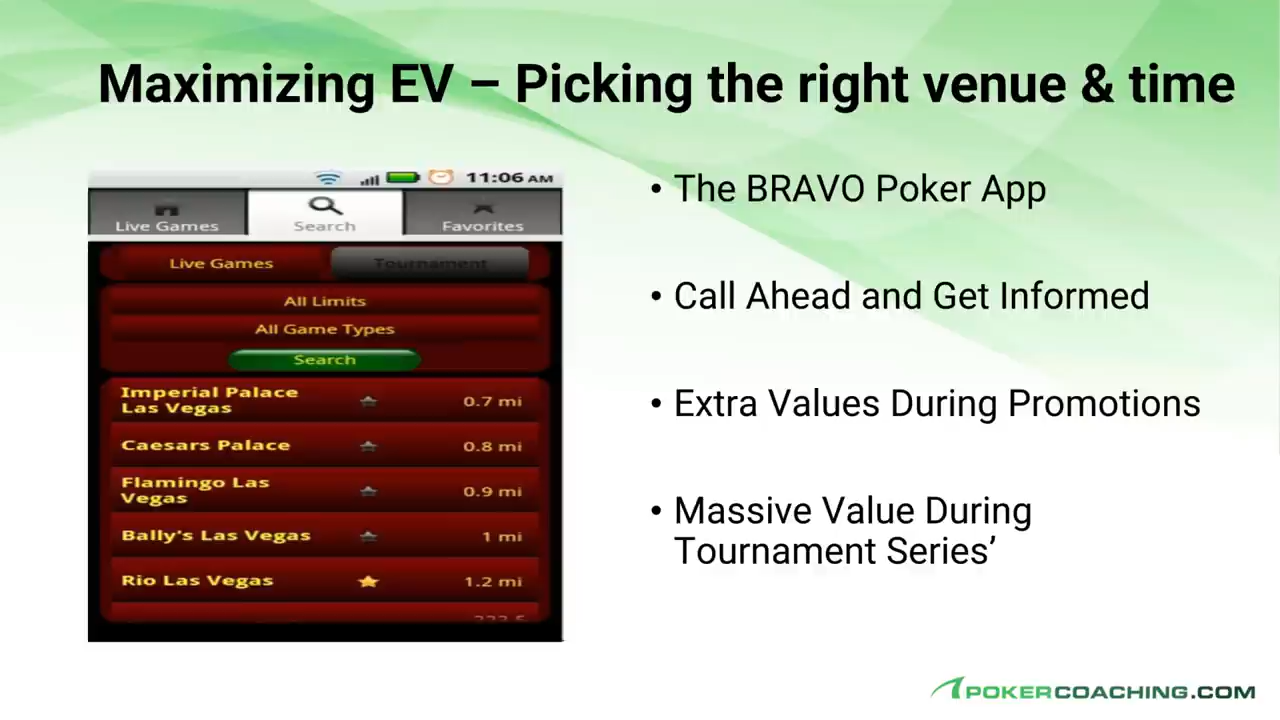 Maximizing EV – Picking the right venue & time
11:06 AM
Live Games
Search
Favorites
Live Games
Tournament
All Limits
All Game Types
Search
Imperial Palace
Las Vegas
0.7 mi
Caesars Palace
0.8 mi
Flamingo Las
Vegas
0.9 mi
Bally's Las Vegas
1 mi
Rio Las Vegas
1.2 mi
• The BRAVO Poker App
• Call Ahead and Get Informed
• Extra Values During Promotions
• Massive Value During
Tournament Series’
POKERCOACHING.COM